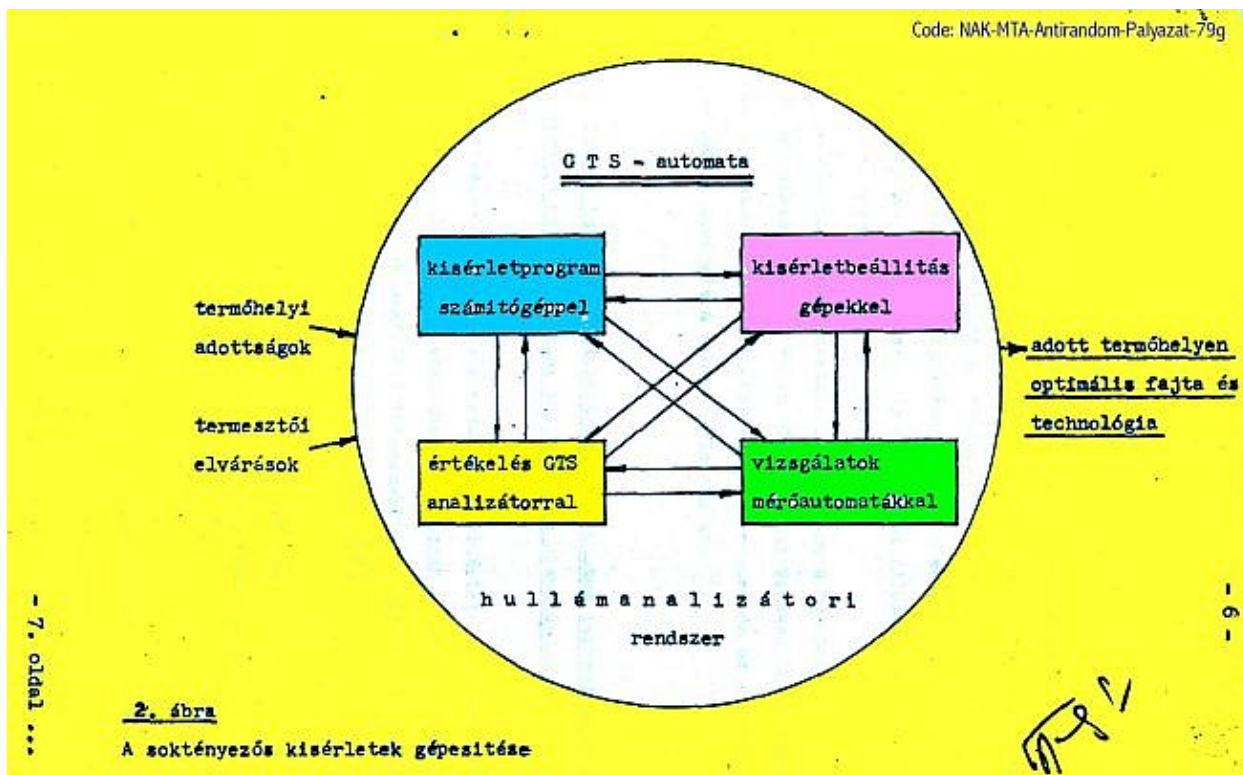 Code: NAK-MTA-Antirandom-Palyazat-79g
G T S - automata
kisérletprogram
számitógéppel
kisérletbeállitás
gépekkel
termőhelyi
adottságok
termesztői
elvárások
adott termőhelyen
optimális fajta és
technológia
értékelés GTS
analizátorral
vizsgálatok
mérőautomatákkal
h u l l á m a n a l i z á t o r i
rendszer
- 7. oldal ...
- 6 -
2. ábra
A soktényezős kisérletek gépesitése